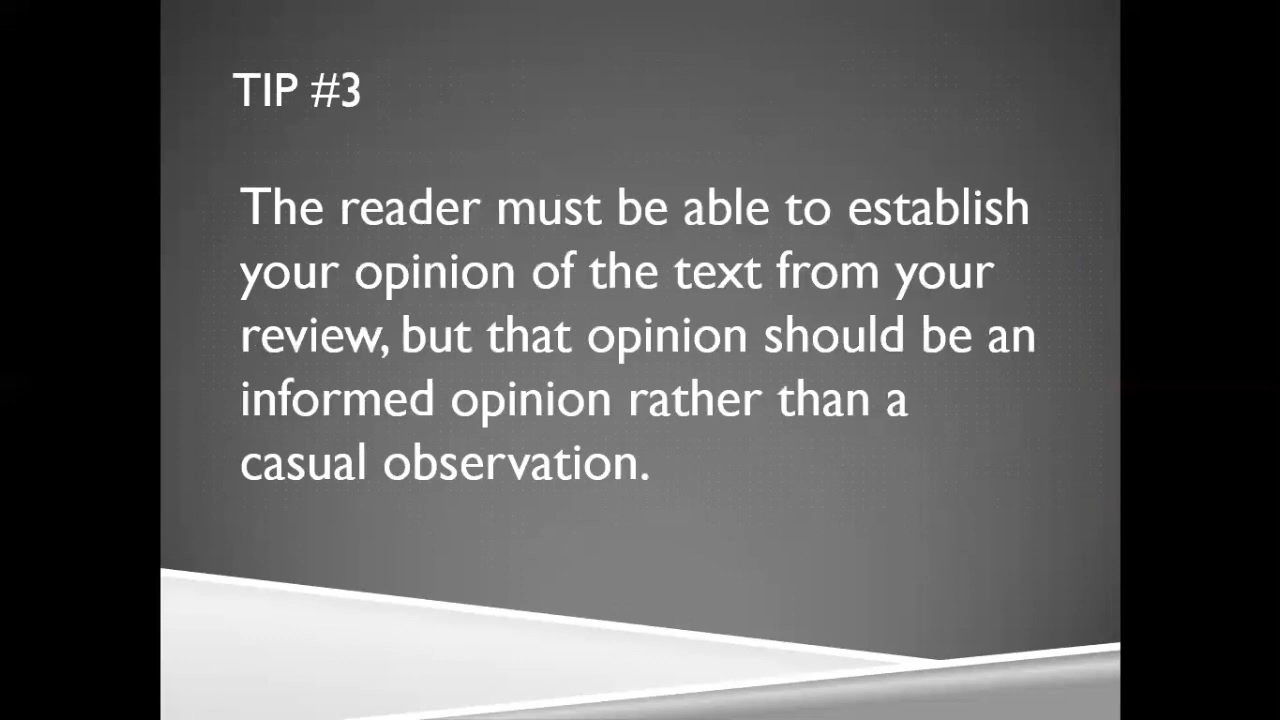 TIP #3
The reader must be able to establish
your opinion of the text from your
review, but that opinion should be an
informed opinion rather than a
casual observation.